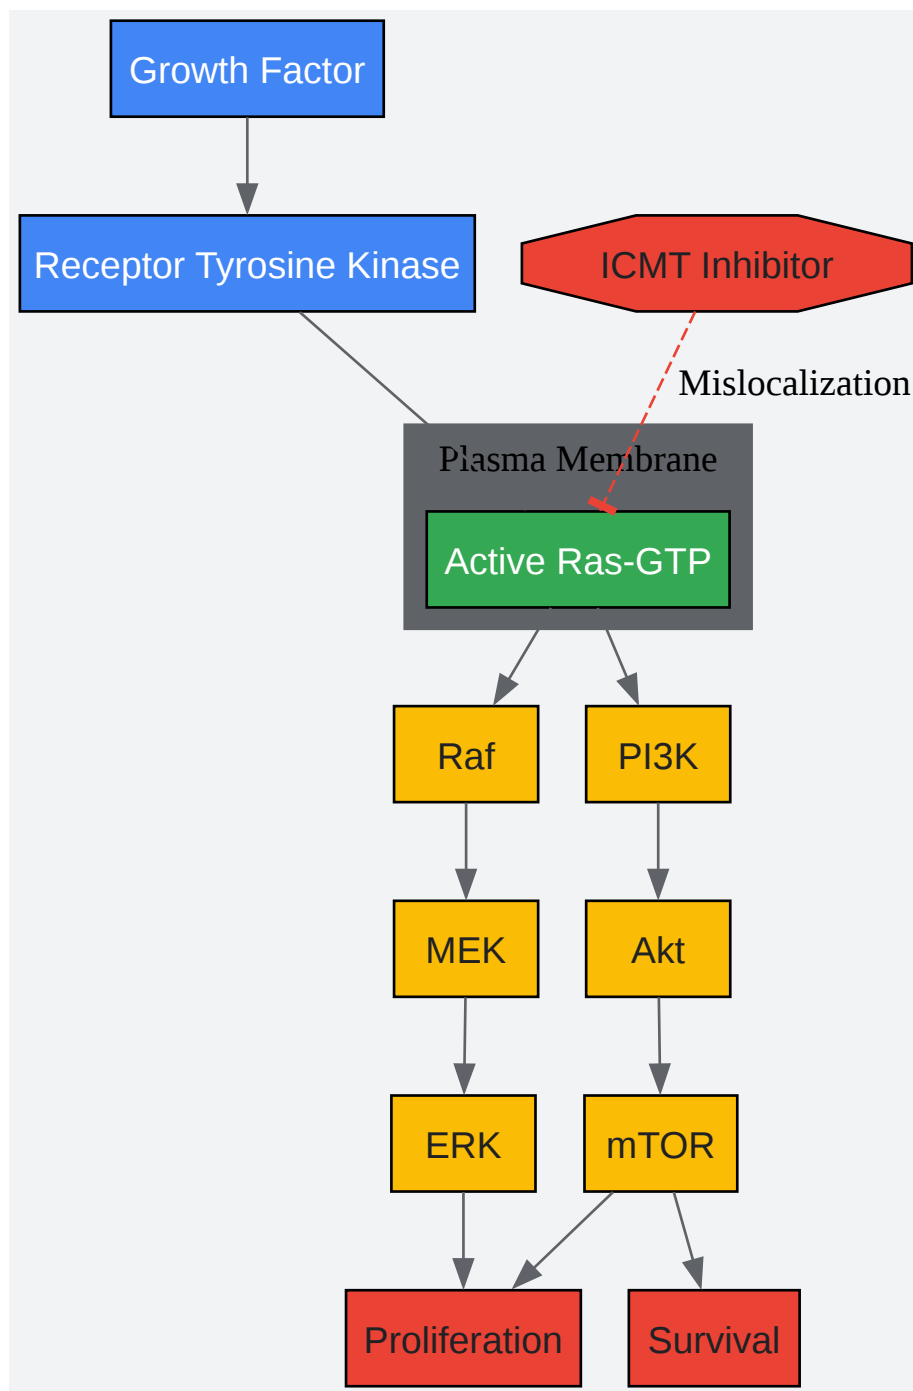 Growth Factor
Receptor Tyrosine Kinase
ICMT Inhibitor
Mislocalization
Plasma Membrane
Active Ras-GTP
Raf
PI3K
MEK
Akt
ERK
mTOR
Proliferation
Survival